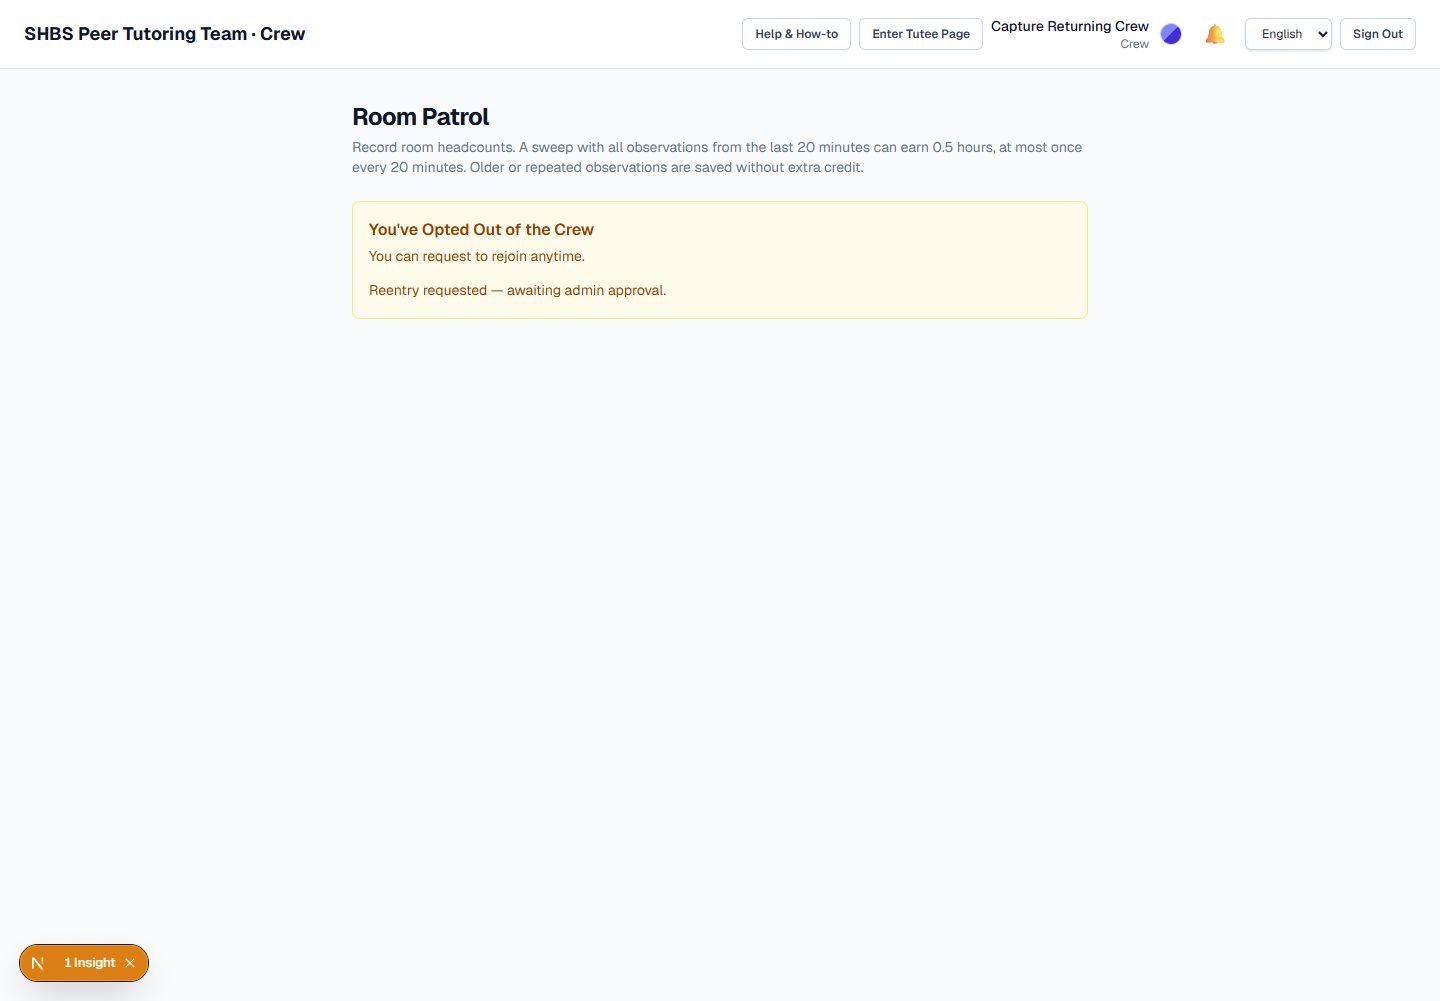 SHBS Peer Tutoring Team · Crew
Help & How-to
Enter Tutee Page
Capture Returning Crew
Crew
English
Sign Out
Room Patrol
Record room headcounts. A sweep with all observations from the last 20 minutes can earn 0.5 hours, at most once
every 20 minutes. Older or repeated observations are saved without extra credit.
You've Opted Out of the Crew
You can request to rejoin anytime.
Reentry requested — awaiting admin approval.
1 Insight